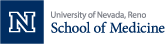 N
University of Nevada, Reno
School of Medicine